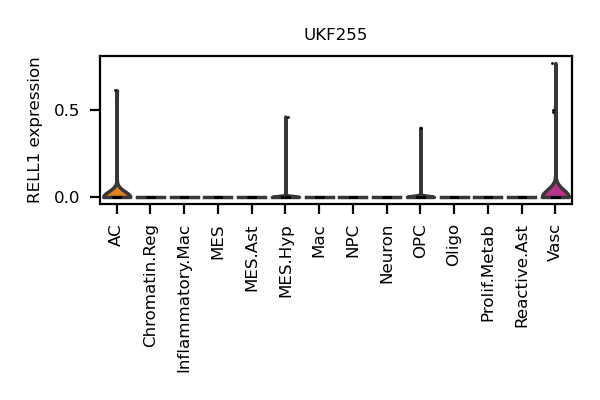 UKF255
RELL1 expression
0.5
0.0
AC
Chromatin.Reg
Inflammatory.Mac
MES
MES.Ast
MES.Hyp
Mac
NPC
Neuron
OPC
Oligo
Prolif.Metab
Reactive.Ast
Vasc